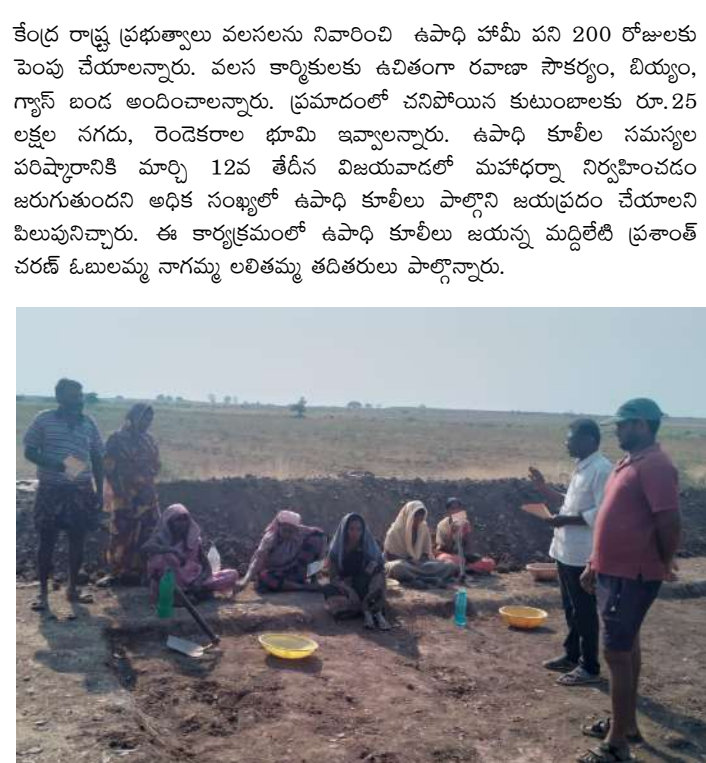 కేంద్ర రాష్ట్ర ప్రభుత్వాలు వలసలను నివారించి ఉపాధి హామీ పని 200 రోజులకు
పెంపు చేయాలన్నారు. వలస కార్మికులకు ఉచితంగా రవాణా సౌకర్యం, బియ్యం,
గ్యాస్ బండ అందించాలన్నారు. ప్రమాదంలో చనిపోయిన కుటుంబాలకు రూ.25
లక్షల నగదు, రెండెకరాల భూమి ఇవ్వాలన్నారు. ఉపాధి కూలీల సమస్యల
పరిష్కారానికి మార్చి 12వ తేదీన విజయవాడలో మహాధర్నా నిర్వహించడం
జరుగుతుందని అధిక సంఖ్యలో ఉపాధి కూలీలు పాల్గొని జయప్రదం చేయాలని
పిలుపునిచ్చారు. ఈ కార్యక్రమంలో ఉపాధి కూలీలు జయన్న మద్దిలేటి ప్రశాంత్
చరణ్ ఓబులమ్మ నాగమ్మ లలితమ్మ తదితరులు పాల్గొన్నారు.